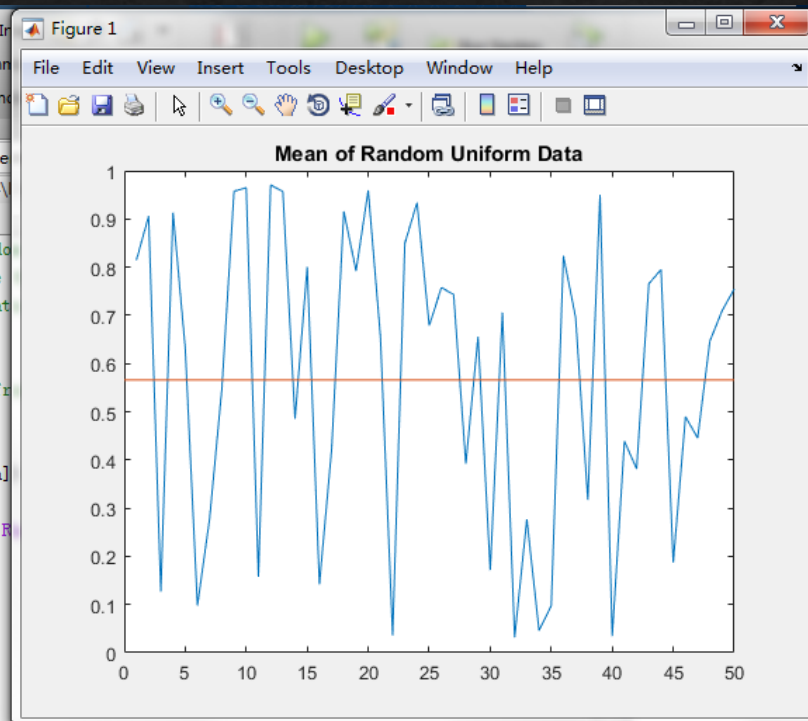 Figure 1
File Edit View Insert Tools Desktop Window Help
Mean of Random Uniform Data
1
0.9
0.8
0.7
0.6
0.5
0.4
0.3
0.2
0.1
0
0 5 10 15 20 25 30 35 40 45 50